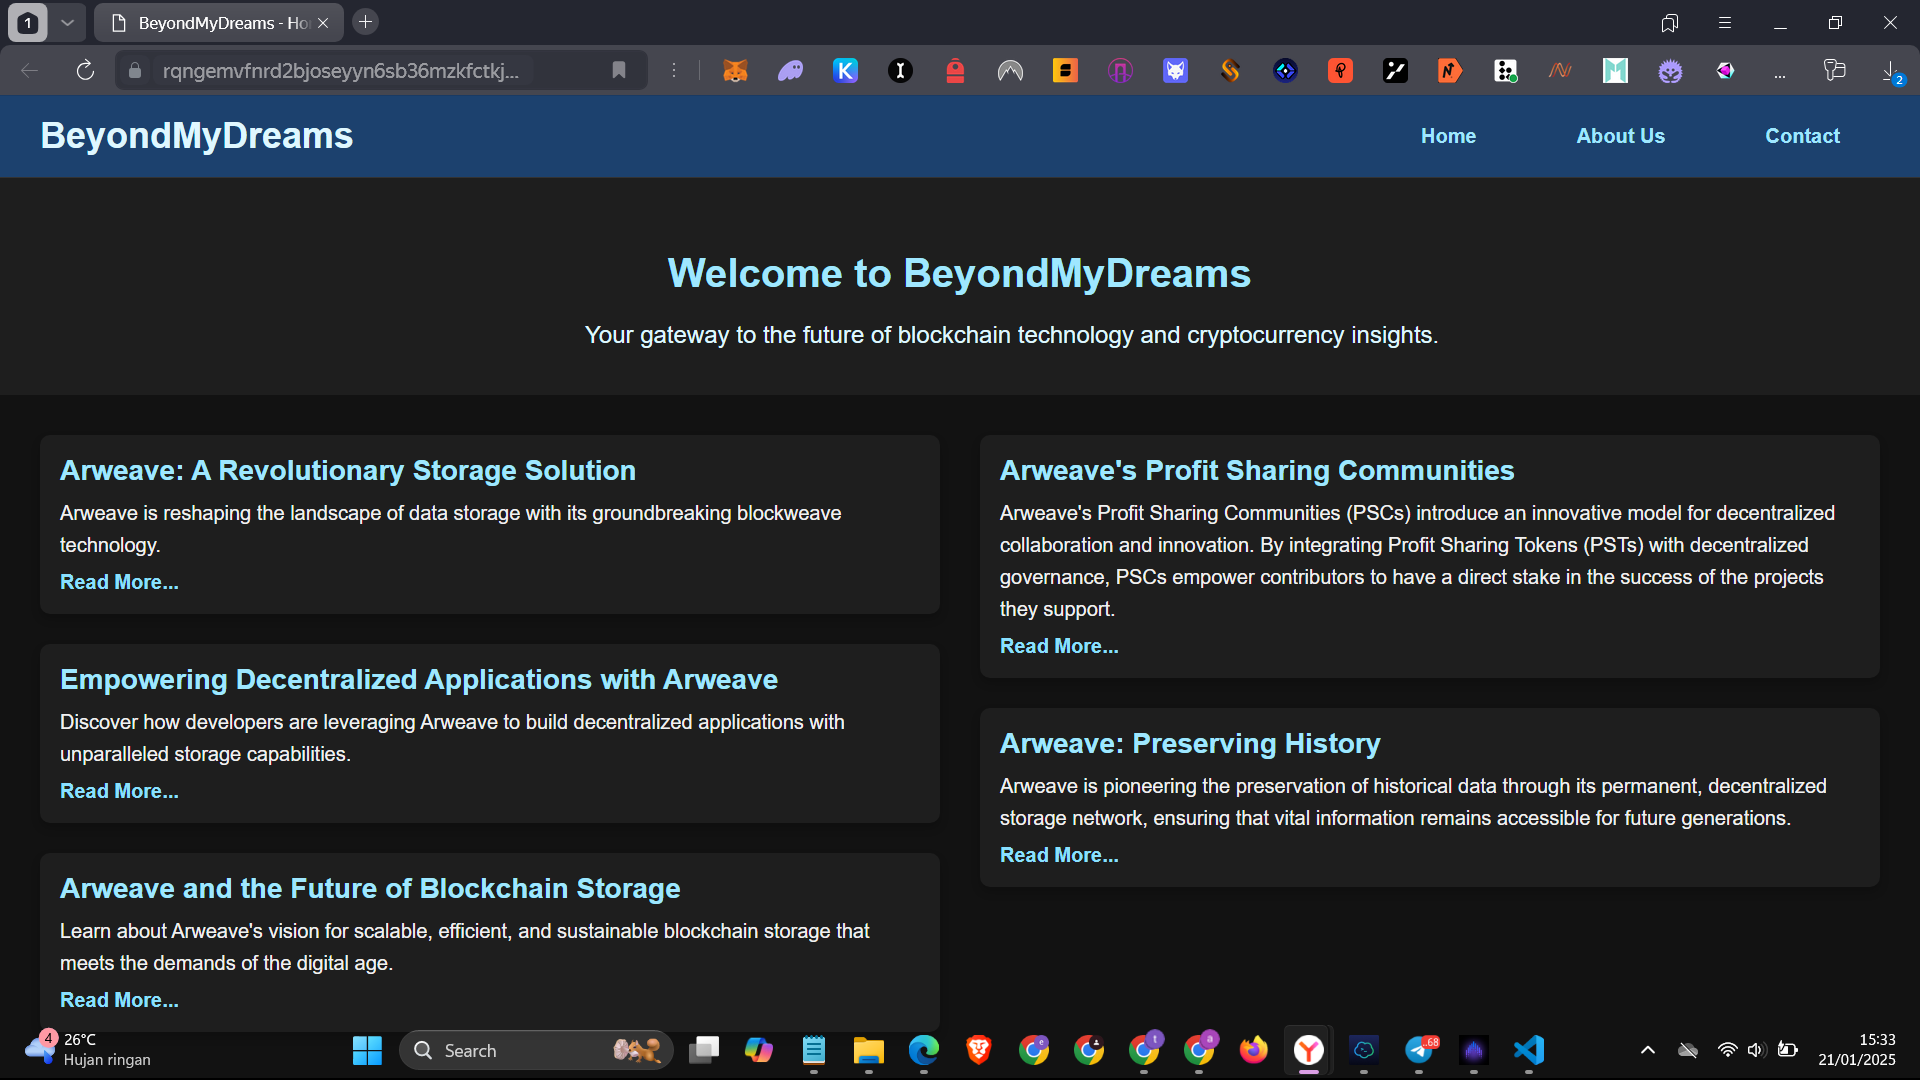 1
BeyondMyDreams - Ho
rqngemvfnrd2bjoseyyn6sb36mzkfctkj...
2
BeyondMyDreams
Home
About Us
Contact
Welcome to BeyondMyDreams
Your gateway to the future of blockchain technology and cryptocurrency insights.
Arweave: A Revolutionary Storage Solution
Arweave is reshaping the landscape of data storage with its groundbreaking blockweave
technology.
Read More...
Empowering Decentralized Applications with Arweave
Discover how developers are leveraging Arweave to build decentralized applications with
unparalleled storage capabilities.
Read More...
Arweave and the Future of Blockchain Storage
Learn about Arweave's vision for scalable, efficient, and sustainable blockchain storage that
meets the demands of the digital age.
Read More...
Arweave's Profit Sharing Communities
Arweave's Profit Sharing Communities (PSCs) introduce an innovative model for decentralized
collaboration and innovation. By integrating Profit Sharing Tokens (PSTs) with decentralized
governance, PSCs empower contributors to have a direct stake in the success of the projects
they support.
Read More...
Arweave: Preserving History
Arweave is pioneering the preservation of historical data through its permanent, decentralized
storage network, ensuring that vital information remains accessible for future generations.
Read More...
4
26°C
Hujan ringan
Search
e
t
a
..68
15:33
21/01/2025